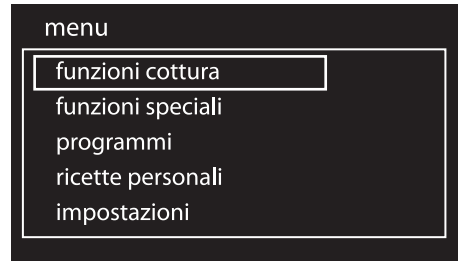 menu
funzioni cottura
funzioni speciali
programmi
ricette personali
impostazioni